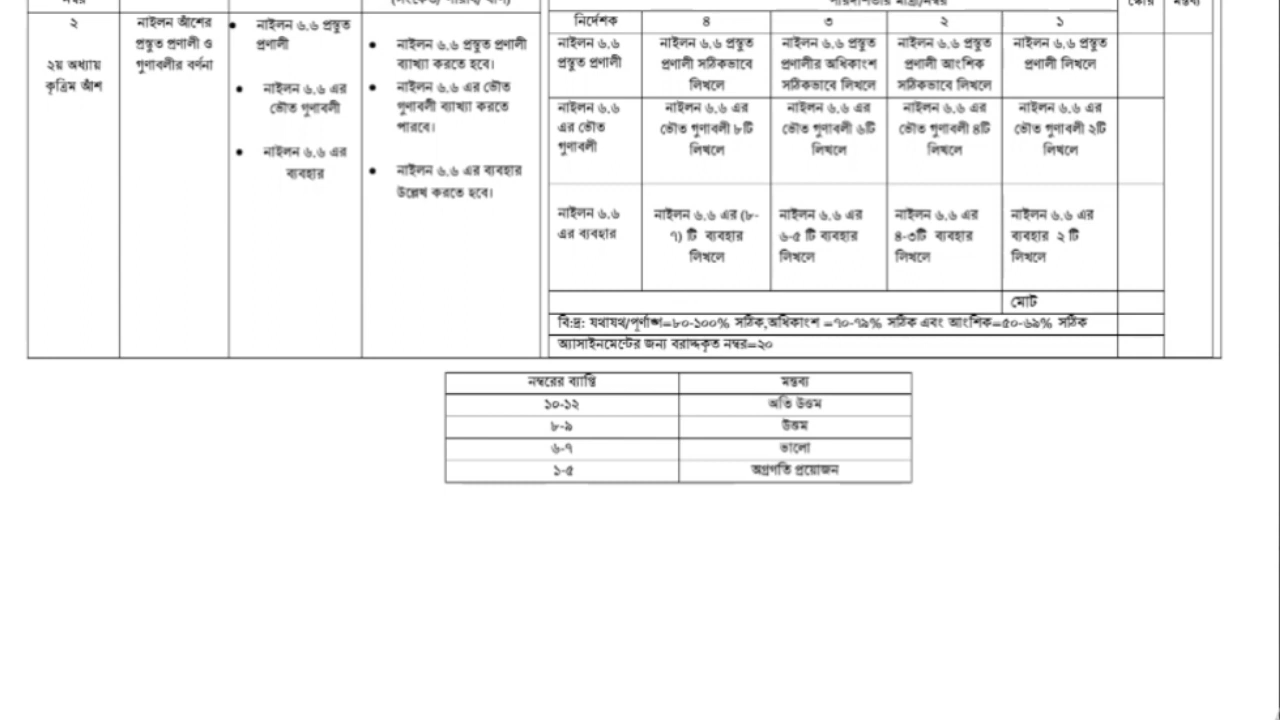 নম্বর
(সংকেত/ ধাপ/
পারদর্শিতার মাত্রা/নম্বর
স্কোর
মন্তব্য
২
২য় অধ্যায়
কৃত্রিম আঁশ
নাইলন আঁশের
প্রস্তুত প্রণালী ও
গুণাবলীর বর্ণনা
• নাইলন ৬.৬ প্রস্তুত
প্রণালী
• নাইলন ৬.৬ এর
ভৌত গুণাবলী
• নাইলন ৬.৬ এর
ব্যবহার
• নাইলন ৬.৬ প্রস্তুত প্রণালী
ব্যাখ্যা করতে হবে।
• নাইলন ৬.৬ এর ভৌত
গুণাবলী ব্যাখ্যা করতে
পারবে।
• নাইলন ৬.৬ এর ব্যবহার
উল্লেখ করতে হবে।
নির্দেশক
৪
৩
২
১
নাইলন ৬.৬
প্রস্তুত প্রণালী
নাইলন ৬.৬ প্রস্তুত
প্রণালী সঠিকভাবে
লিখলে
নাইলন ৬.৬ প্রস্তুত
প্রণালীর অধিকাংশ
সঠিকভাবে লিখলে
নাইলন ৬.৬ প্রস্তুত
প্রণালী আংশিক
সঠিকভাবে লিখলে
নাইলন ৬.৬ প্রস্তুত
প্রণালী লিখলে
নাইলন ৬.৬
এর ভৌত
গুণাবলী
নাইলন ৬.৬ এর
ভৌত গুণাবলী ৮টি
লিখলে
নাইলন ৬.৬ এর
ভৌত গুণাবলী ৬টি
লিখলে
নাইলন ৬.৬ এর
ভৌত গুণাবলী ৪টি
লিখলে
নাইলন ৬.৬ এর
ভৌত গুণাবলী ২টি
লিখলে
নাইলন ৬.৬
এর ব্যবহার
নাইলন ৬.৬ এর (৮-
৭) টি ব্যবহার
লিখলে
নাইলন ৬.৬ এর
৬-৫ টি ব্যবহার
লিখলে
নাইলন ৬.৬ এর
৪-৩টি ব্যবহার
লিখলে
নাইলন ৬.৬ এর
ব্যবহার ২ টি
লিখলে
মোট
বি:দ্র: যথাযথ/পূর্ণাঙ্গ=৮০-১০০% সঠিক,অধিকাংশ =৭০-৭৯% সঠিক এবং আংশিক=৫০-৬৯% সঠিক
অ্যাসাইনমেন্টের জন্য বরাদ্দকৃত নম্বর=২০
নম্বরের ব্যাপ্তি
মন্তব্য
১০-১২
অতি উত্তম
৮-৯
উত্তম
৬-৭
ভালো
১-৫
অগ্রগতি প্রয়োজন